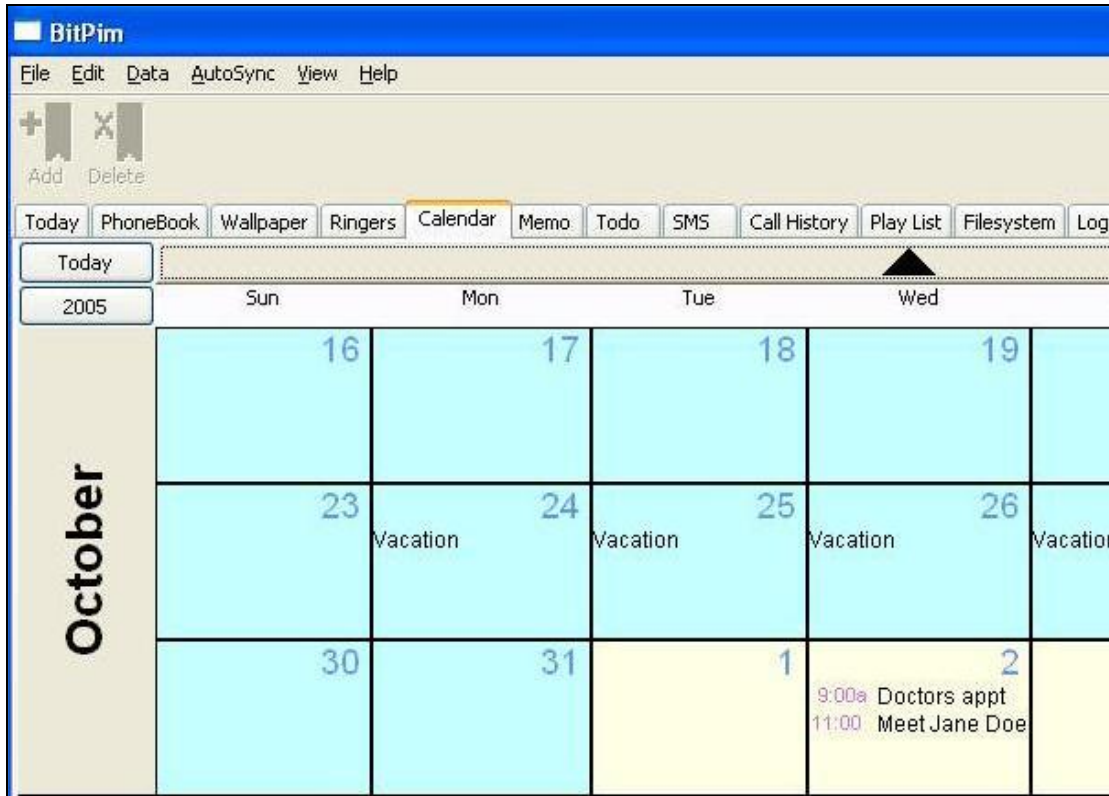 BitPim
File Edit Data AutoSync View Help
Add Delete
Today PhoneBook Wallpaper Ringers Calendar Memo Todo SMS Call History Play List Filesystem Log
Today
2005 Sun Mon Tue Wed
October
16 17 18 19
23 24 25 26
Vacation Vacation Vacation Vacation
30 31 1 2
9:00a Doctors appt
11:00 Meet Jane Doe